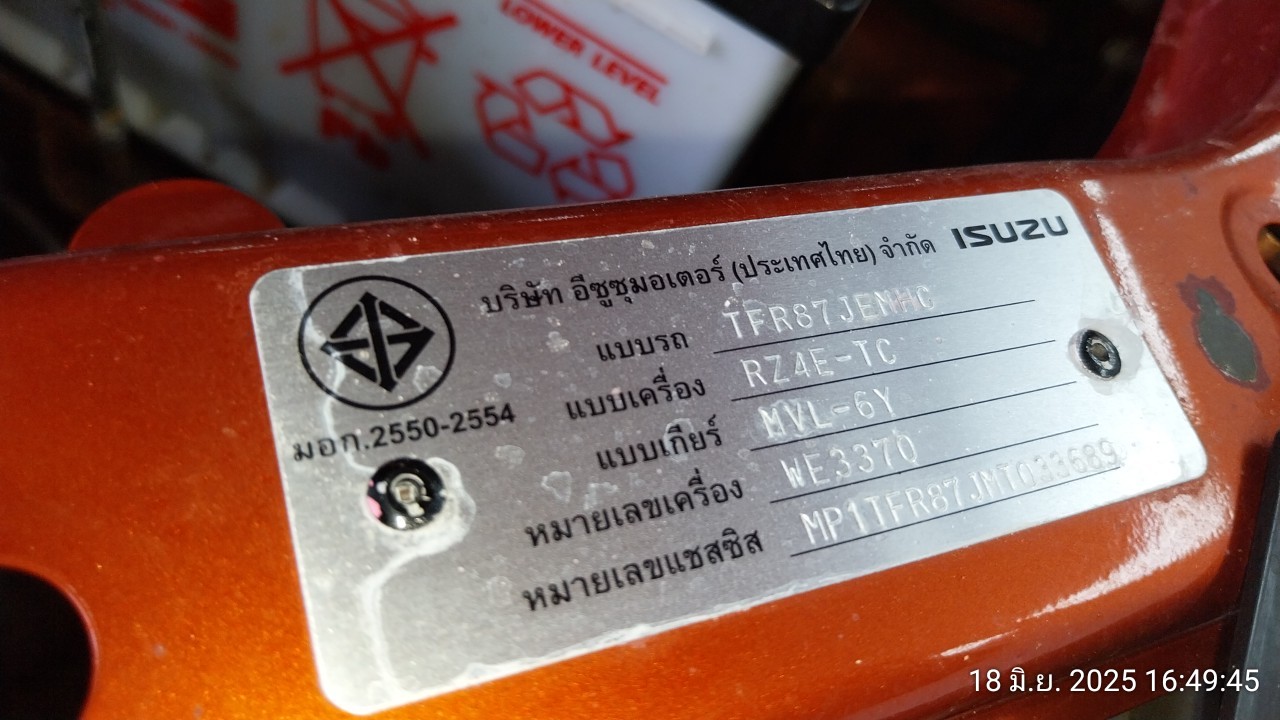 LOWER LEVEL
บริษัท อีซูซุมอเตอร์ (ประเทศไทย) จำกัด ISUZU
แบบรถ TFR87JENHC
แบบเครื่อง RZ4E-TC
มอก.2550-2554
แบบเกียร์ MVL-6Y
หมายเลขเครื่อง WE3370
หมายเลขแชสซิส MP1TFR87JMT033689
18 มิ.ย. 2025 16:49:45